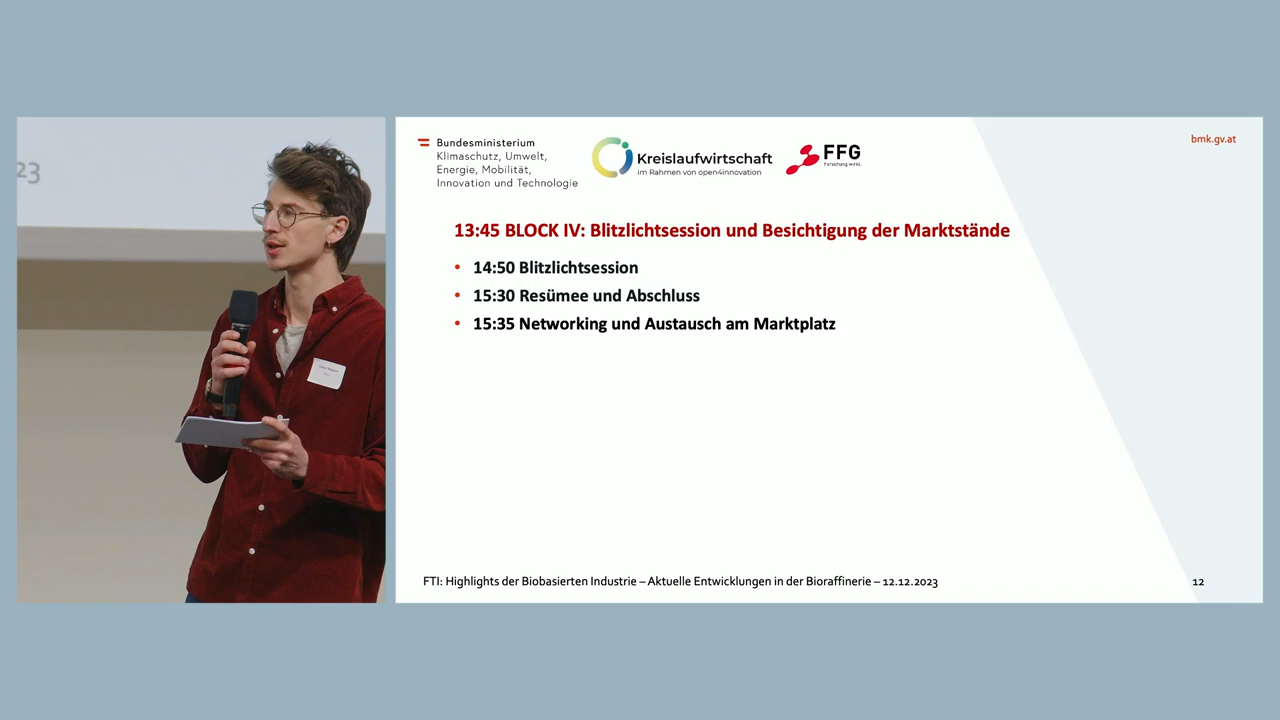 23
Bundesministerium
Klimaschutz, Umwelt,
Energie, Mobilität,
Innovation und Technologie
Kreislaufwirtschaft
im Rahmen von open4innovation
FFG
Forschung wirkt.
bmk.gv.at
13:45 BLOCK IV: Blitzlichtsession und Besichtigung der Marktstände
• 14:50 Blitzlichtsession
• 15:30 Resümee und Abschluss
• 15:35 Networking und Austausch am Marktplatz
FTI: Highlights der Biobasierten Industrie – Aktuelle Entwicklungen in der Bioraffinerie – 12.12.2023
12